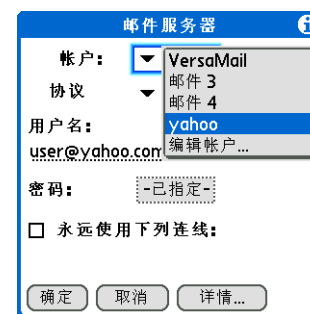 邮件服务器
帐户:
VersaMail
邮件 3
邮件 4
yahoo
编辑帐户...
协议
用户名:
user@yahoo.com
密码:
-已指定-
永远使用下列连线:
确定
取消
详情...